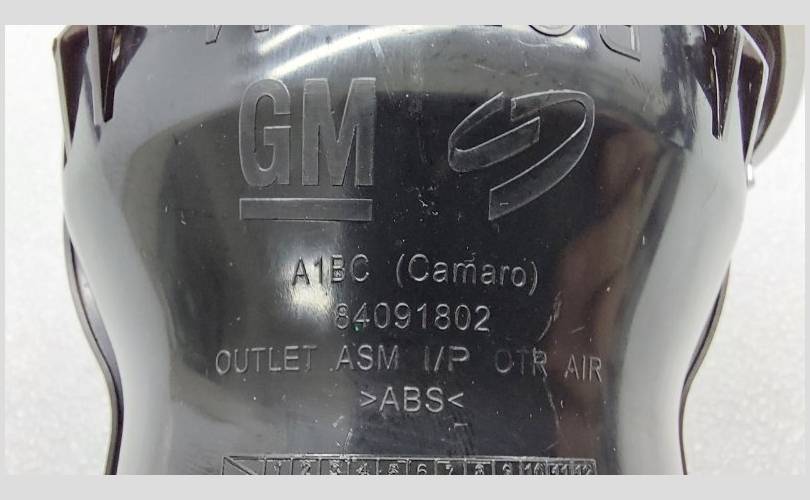 GM
A1BC (Camaro)
84091802
OUTLET ASM I/P OTR AIR
>ABS<
1 2 3 4 5 6 7 8 9 10 11 12